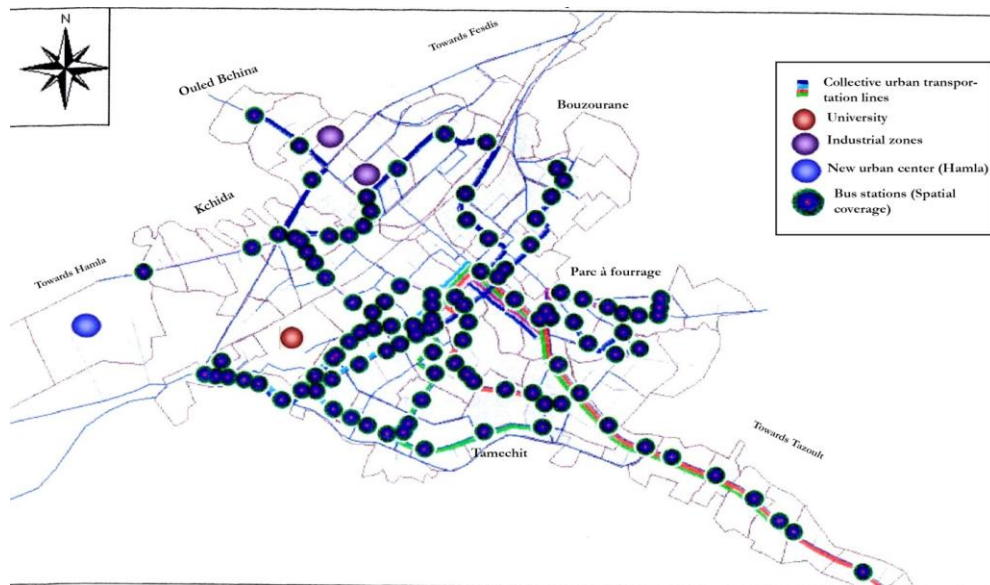 N
Towards Fesdis
Ouled Bchina
Bouzourane
Kchida
Towards Hamla
Parc à fourrage
Tamechit
Towards Tazoult
Collective urban transpor-
tation lines
University
Industrial zones
New urban center (Hamla)
Bus stations (Spatial
coverage)